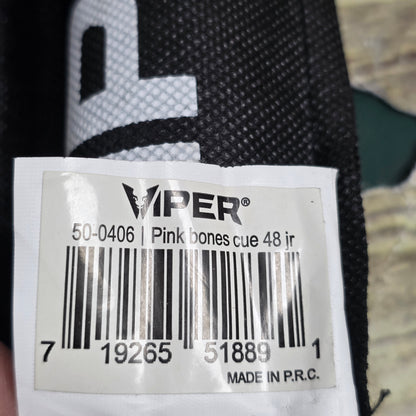 VIPER®
50-0406 | Pink bones cue 48 jr
7 19265 51889 1
MADE IN P.R.C.